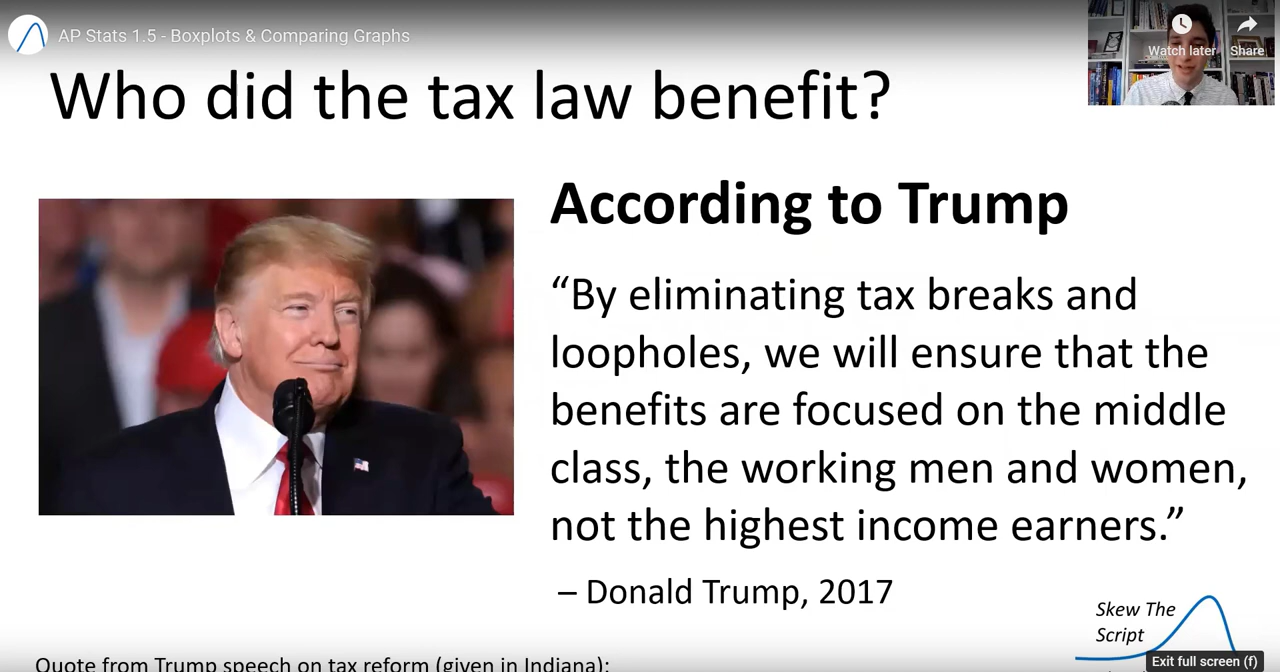 AP Stats 1.5 - Boxplots & Comparing Graphs
Watch later
Share
Who did the tax law benefit?
According to Trump
“By eliminating tax breaks and
loopholes, we will ensure that the
benefits are focused on the middle
class, the working men and women,
not the highest income earners.”
– Donald Trump, 2017
Skew The
Script
Quote from Trump speech on tax reform (given in Indiana):
Exit full screen (f)